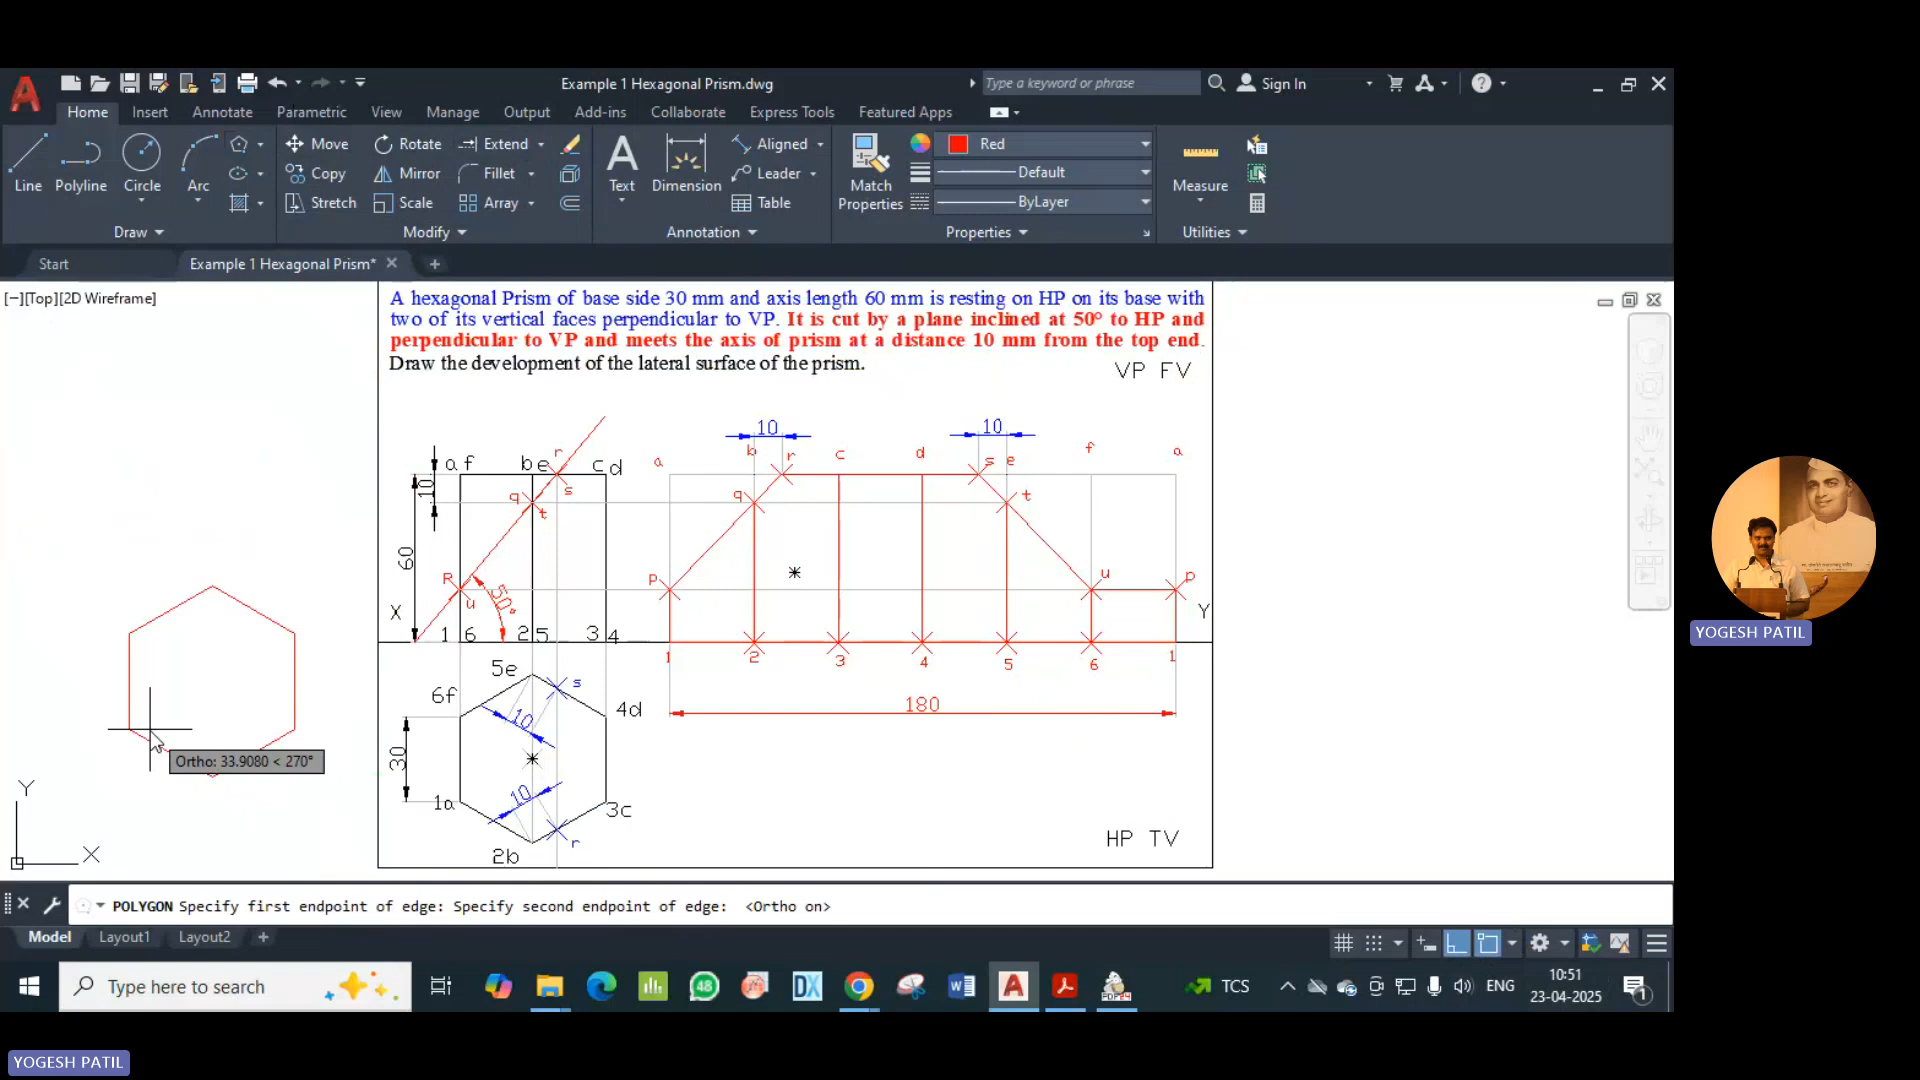 Example 1 Hexagonal Prism.dwg
Type a keyword or phrase
Sign In
Home Insert Annotate Parametric View Manage Output Add-ins Collaborate Express Tools Featured Apps
Line Polyline Circle Arc
Move Rotate Extend
Copy Mirror Fillet
Stretch Scale Array
Text Dimension
Aligned
Leader
Table
Match Properties
Red
Default
ByLayer
Measure
Draw Modify Annotation Properties Utilities
Start Example 1 Hexagonal Prism*
[−][Top][2D Wireframe]
A hexagonal Prism of base side 30 mm and axis length 60 mm is resting on HP on its base with
two of its vertical faces perpendicular to VP. It is cut by a plane inclined at 50° to HP and
perpendicular to VP and meets the axis of prism at a distance 10 mm from the top end.
Draw the development of the lateral surface of the prism.
VP FV
10 10
r
a f b e c d
a b r c d s e f a
10
q s t
q t
60
R u 50°
P u P
X Y
1 6 2 5 3 4
1 2 3 4 5 6 1
5e s
6f 4d
10
180
30
10
1a 3c
r
2b
HP TV
Ortho: 33.9080 < 270°
Y
X
POLYGON Specify first endpoint of edge: Specify second endpoint of edge: <Ortho on>
Model Layout1 Layout2
Type here to search
48
DX
TCS
ENG
10:51
23-04-2025
1
YOGESH PATIL
YOGESH PATIL